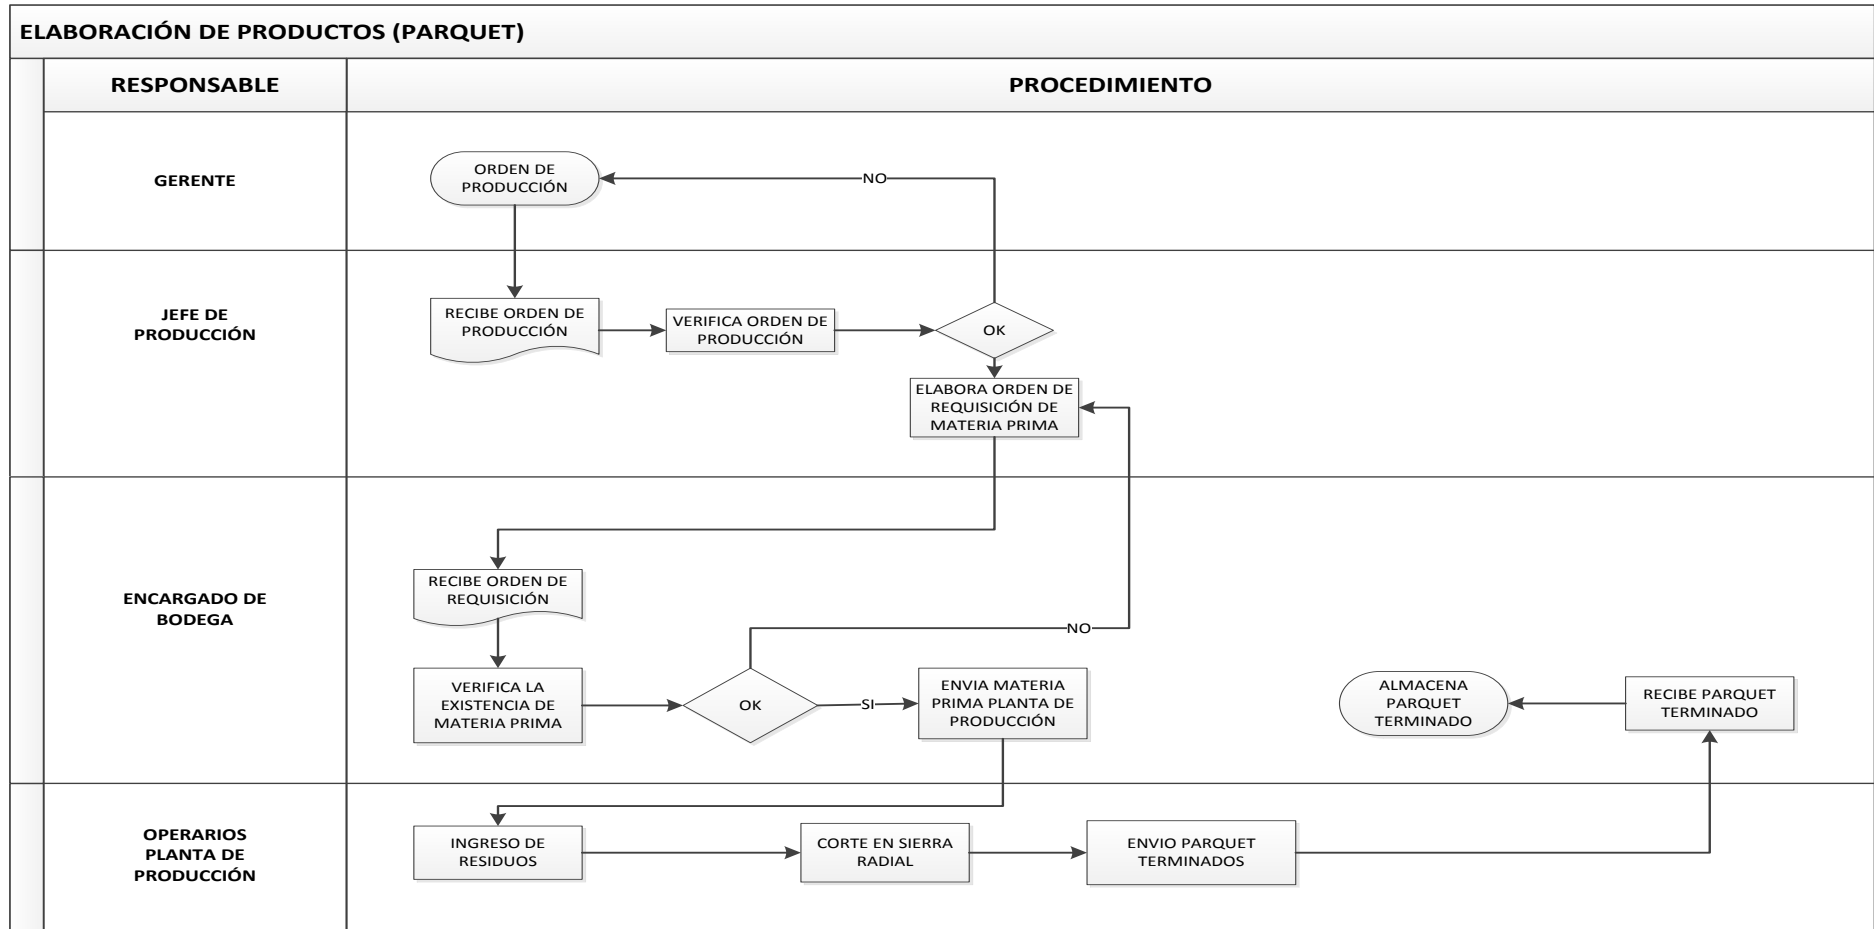 ELABORACIÓN DE PRODUCTOS (PARQUET)
RESPONSABLE
PROCEDIMIENTO
GERENTE
ORDEN DE
PRODUCCIÓN
NO
JEFE DE
PRODUCCIÓN
RECIBE ORDEN DE
PRODUCCIÓN
VERIFICA ORDEN DE
PRODUCCIÓN
OK
ELABORA ORDEN DE
REQUISICIÓN DE
MATERIA PRIMA
ENCARGADO DE
BODEGA
RECIBE ORDEN DE
REQUISICIÓN
NO
VERIFICA LA
EXISTENCIA DE
MATERIA PRIMA
OK
SI
ENVIA MATERIA
PRIMA PLANTA DE
PRODUCCIÓN
ALMACENA
PARQUET
TERMINADO
RECIBE PARQUET
TERMINADO
OPERARIOS
PLANTA DE
PRODUCCIÓN
INGRESO DE
RESIDUOS
CORTE EN SIERRA
RADIAL
ENVIO PARQUET
TERMINADOS